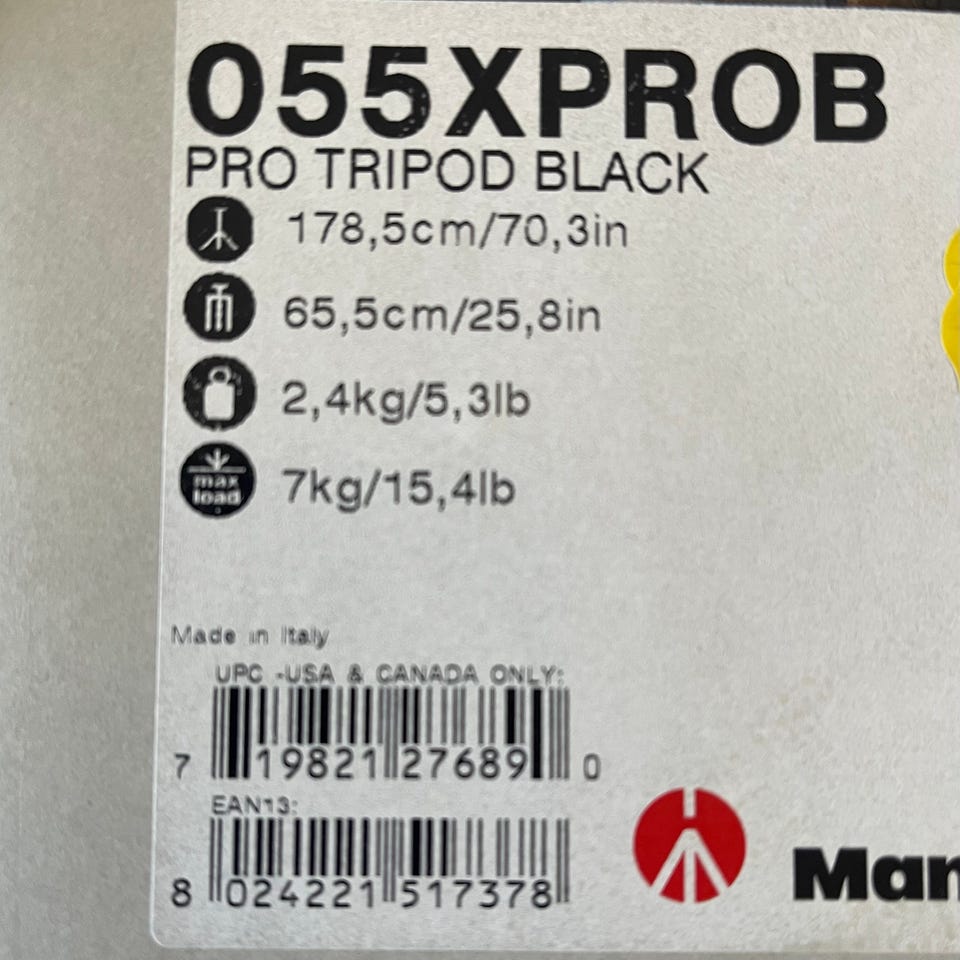 055XPROB
PRO TRIPOD BLACK
178,5cm/70,3in
65,5cm/25,8in
2,4kg/5,3lb
max
load
7kg/15,4lb
Made in Italy
UPC -USA & CANADA ONLY:
7 19821 27689 0
EAN13:
8 024221 517378
Man